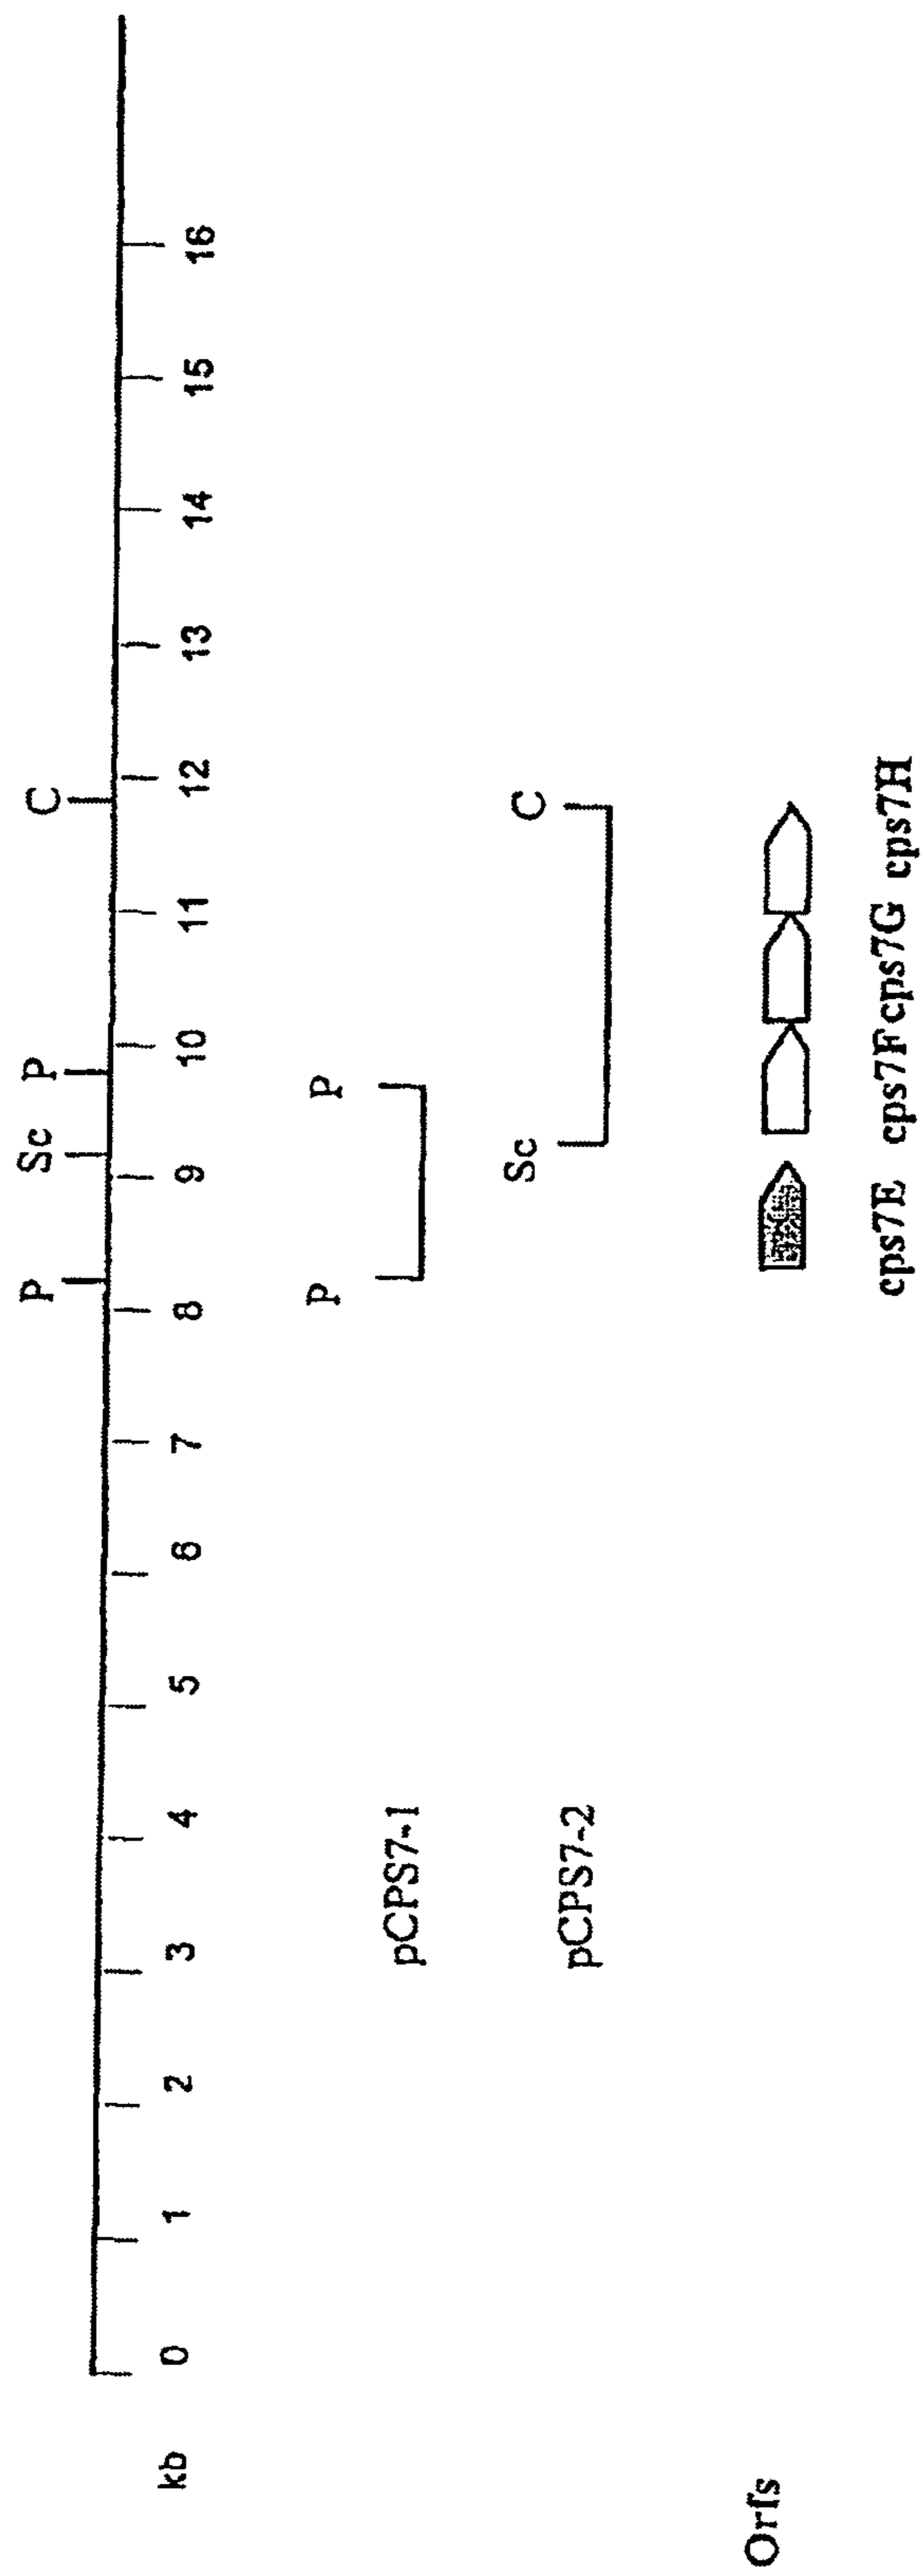 P Sc P C
kb 0 1 2 3 4 5 6 7 8 9 10 11 12 13 14 15 16
pCPS7-1 P P
pCPS7-2 Sc C
Orfs
cps7E cps7F cps7G cps7H